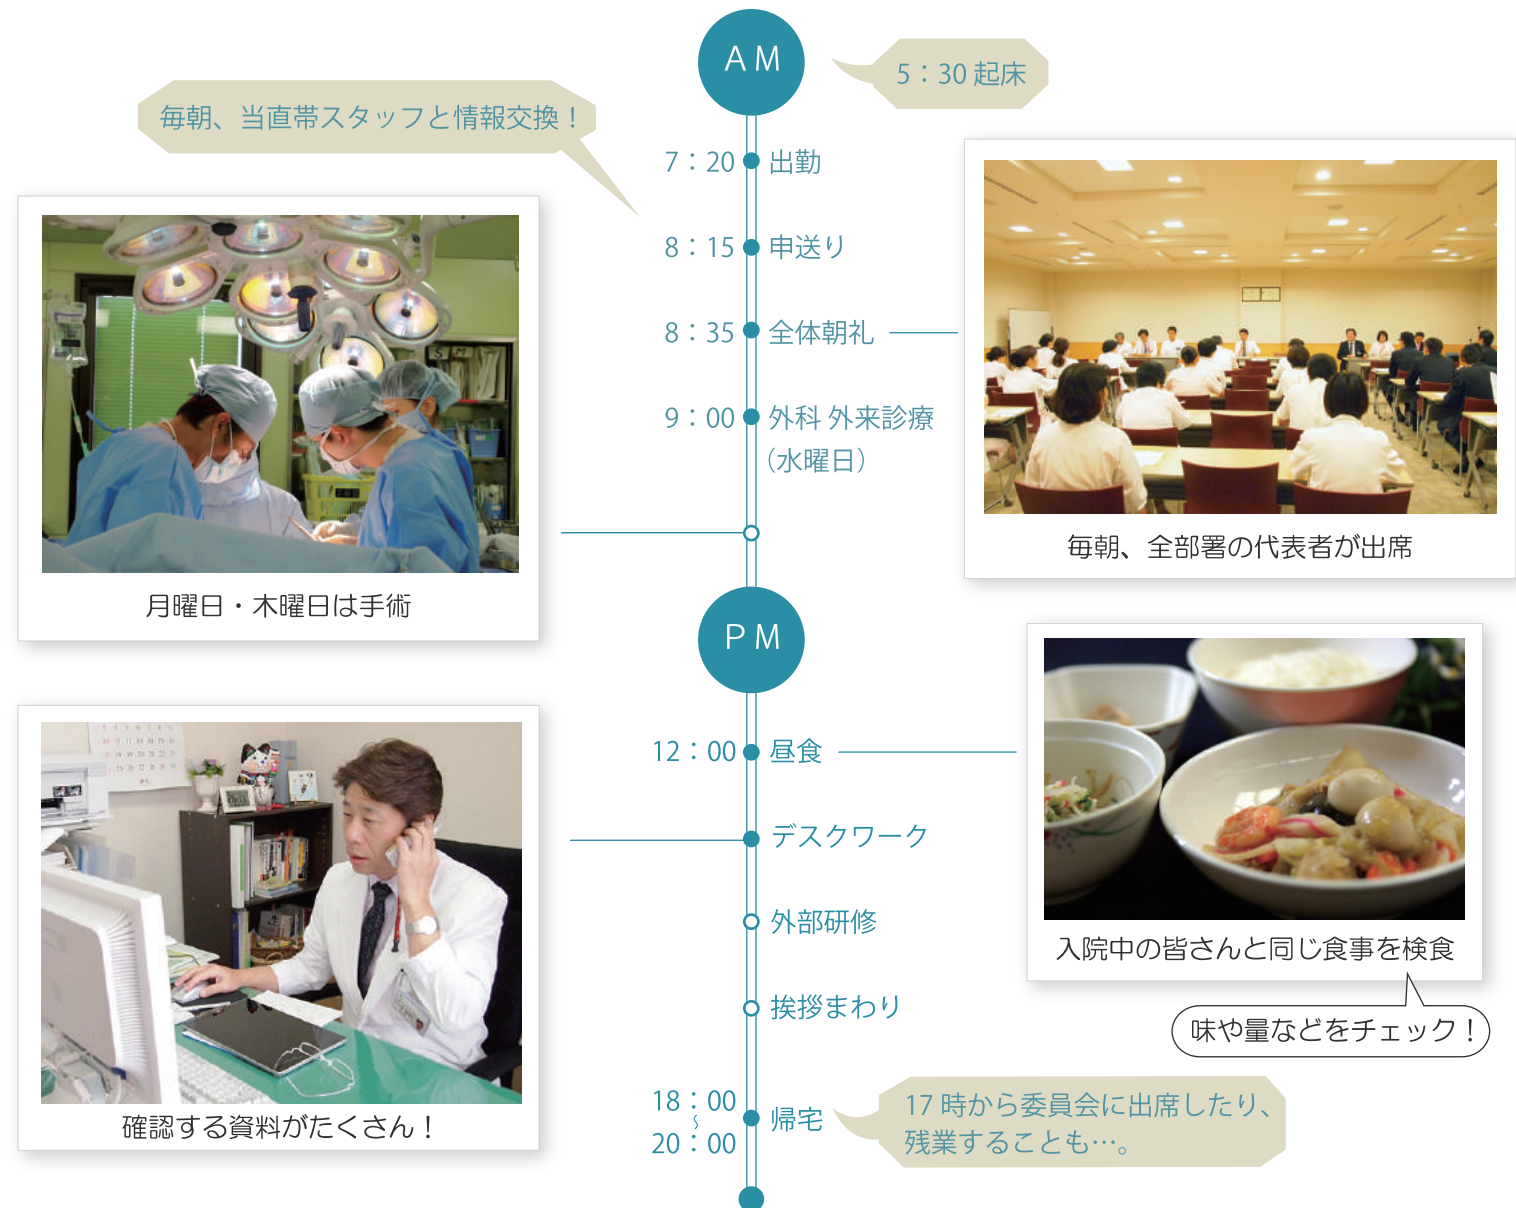 AM
5：30 起床
毎朝、当直帯スタッフと情報交換！
7：20 出勤
8：15 申送り
8：35 全体朝礼
9：00 外科 外来診療
（水曜日）
毎朝、全部署の代表者が出席
月曜日・木曜日は手術
PM
12：00 昼食
デスクワーク
外部研修
入院中の皆さんと同じ食事を検食
挨拶まわり
味や量などをチェック！
確認する資料がたくさん！
18：00
～
20：00
帰宅
17 時から委員会に出席したり、
残業することも…。